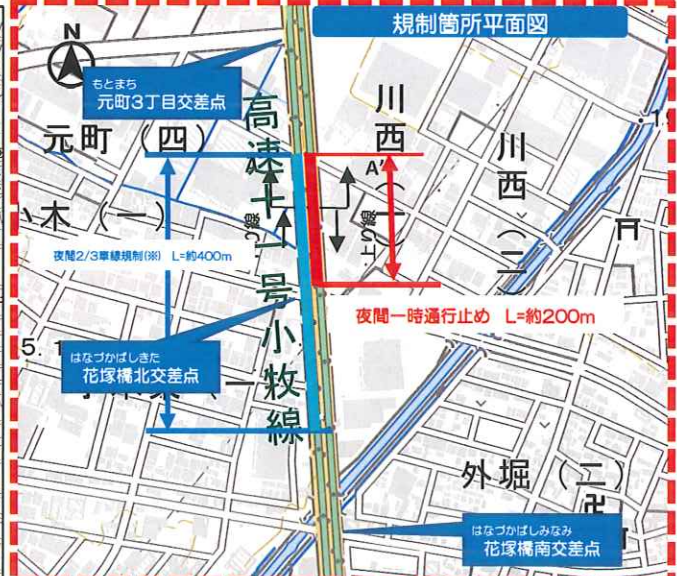 規制箇所平面図
N
もとまち
元町3丁目交差点
元町(四)
川西(一)
川西(二)
高速十一号小牧線
小木(一)
A'
上り線
夜間2/3車線規制(※) L=約400m
夜間一時通行止め L=約200m
はなづかばしきた
花塚橋北交差点
外堀(二)
はなづかばしみなみ
花塚橋南交差点